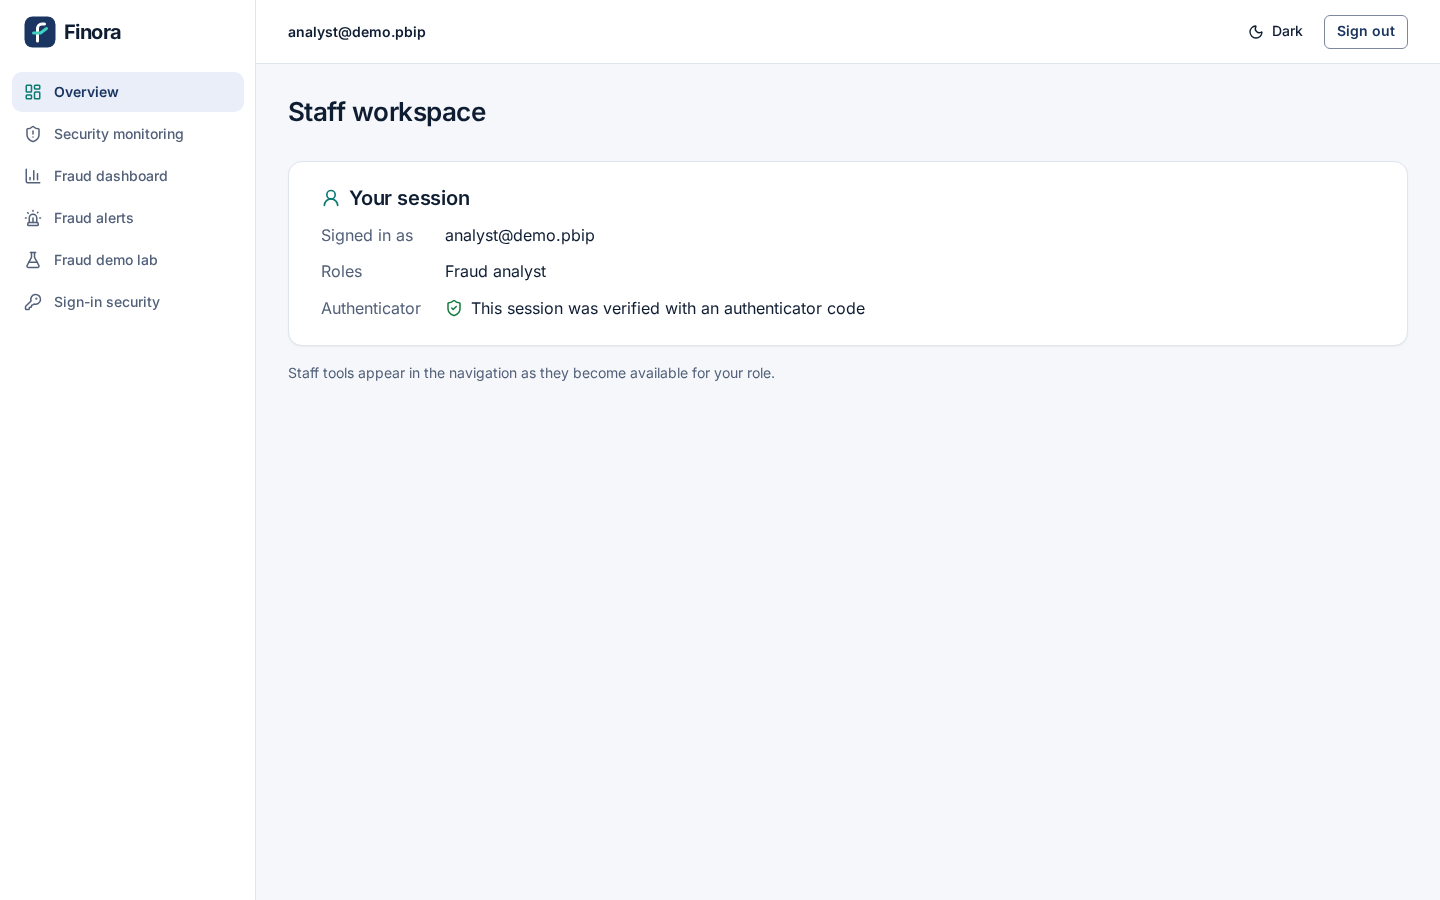 Finora
Overview
Security monitoring
Fraud dashboard
Fraud alerts
Fraud demo lab
Sign-in security
analyst@demo.pbip
Dark
Sign out
Staff workspace
Your session
Signed in as analyst@demo.pbip
Roles Fraud analyst
Authenticator This session was verified with an authenticator code
Staff tools appear in the navigation as they become available for your role.